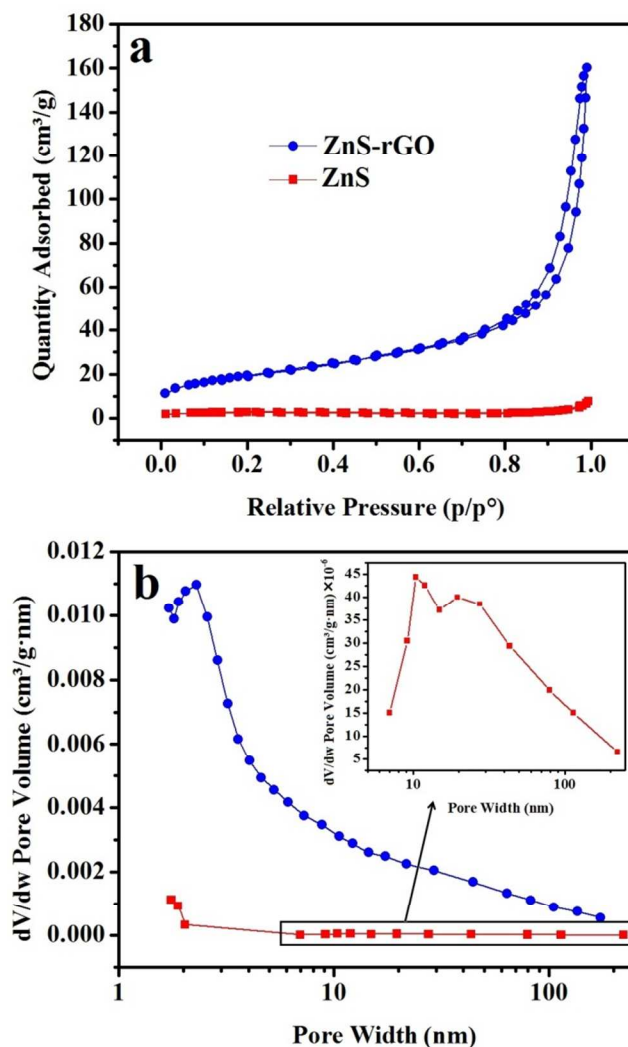 a
180
160
140
120
100
80
60
40
20
0
Quantity Adsorbed (cm³/g)
ZnS-rGO
ZnS
0.0 0.2 0.4 0.6 0.8 1.0
Relative Pressure (p/p°)
b
0.012
0.010
0.008
0.006
0.004
0.002
0.000
dV/dw Pore Volume (cm³/g·nm)
45
40
35
30
25
20
15
10
5
dV/dw Pore Volume (cm³/g·nm) ×10⁻⁶
10 100
Pore Width (nm)
1 10 100
Pore Width (nm)